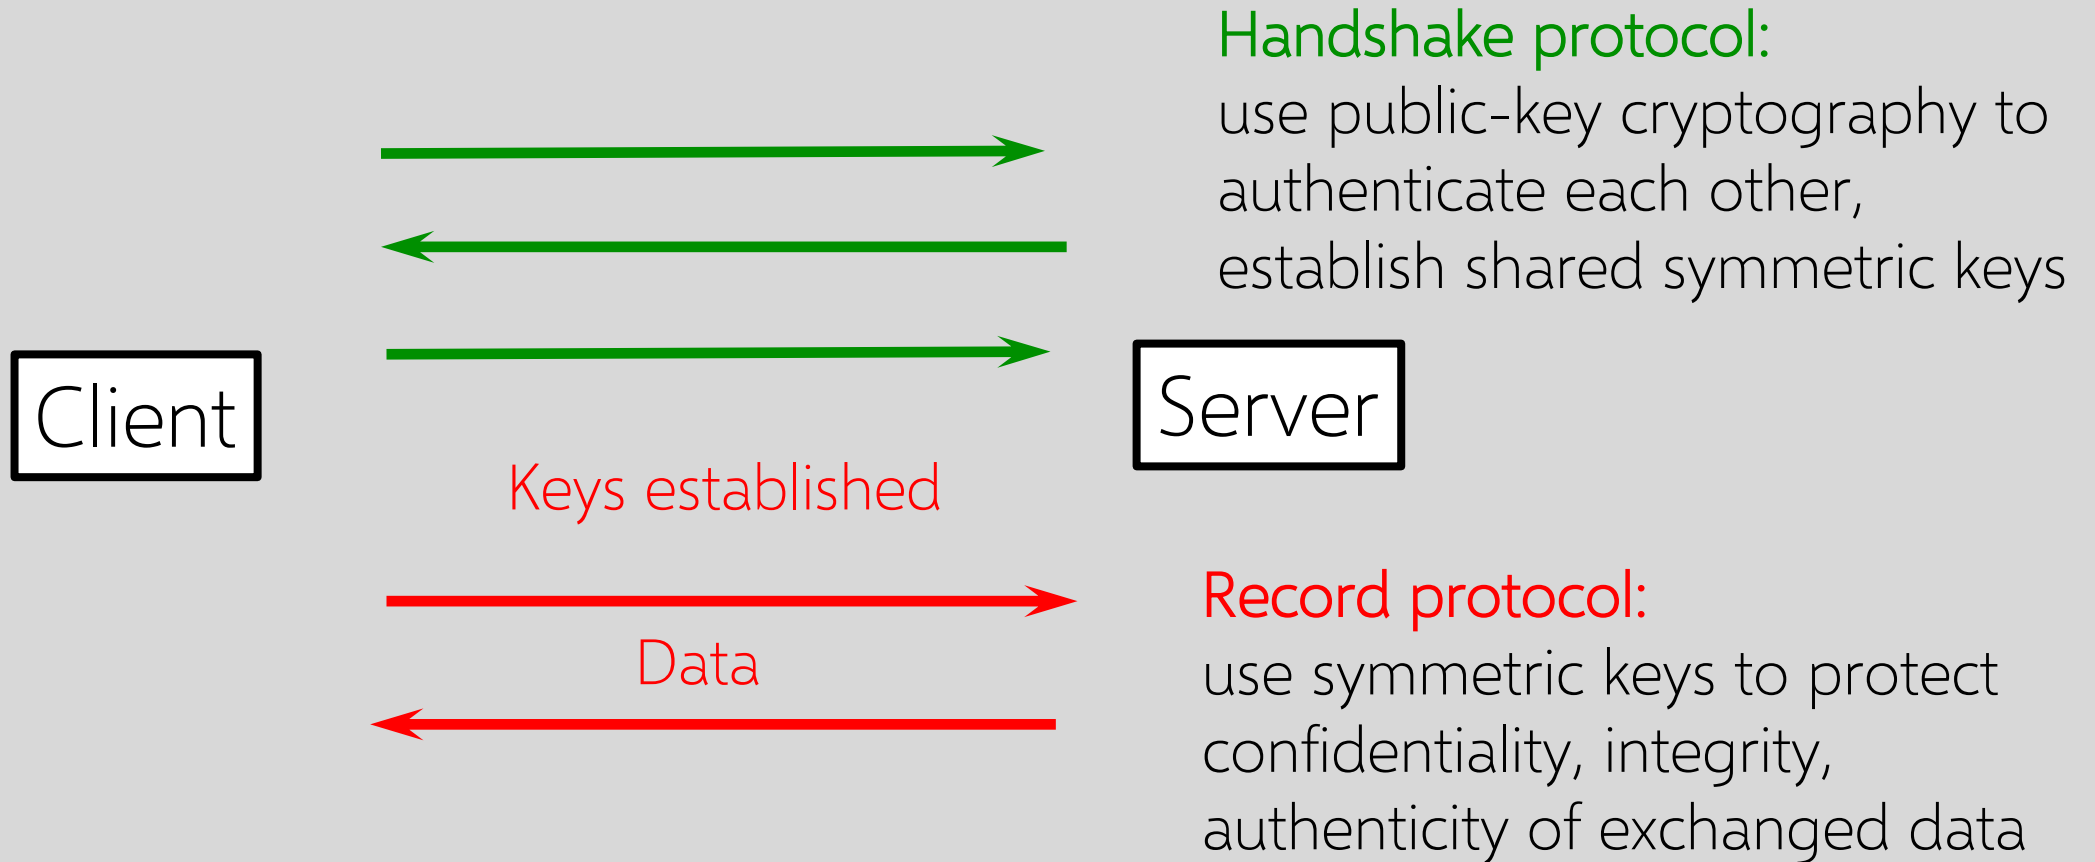 Handshake protocol:
use public-key cryptography to
authenticate each other,
establish shared symmetric keys
Client
Server
Keys established
Data
Record protocol:
use symmetric keys to protect
confidentiality, integrity,
authenticity of exchanged data